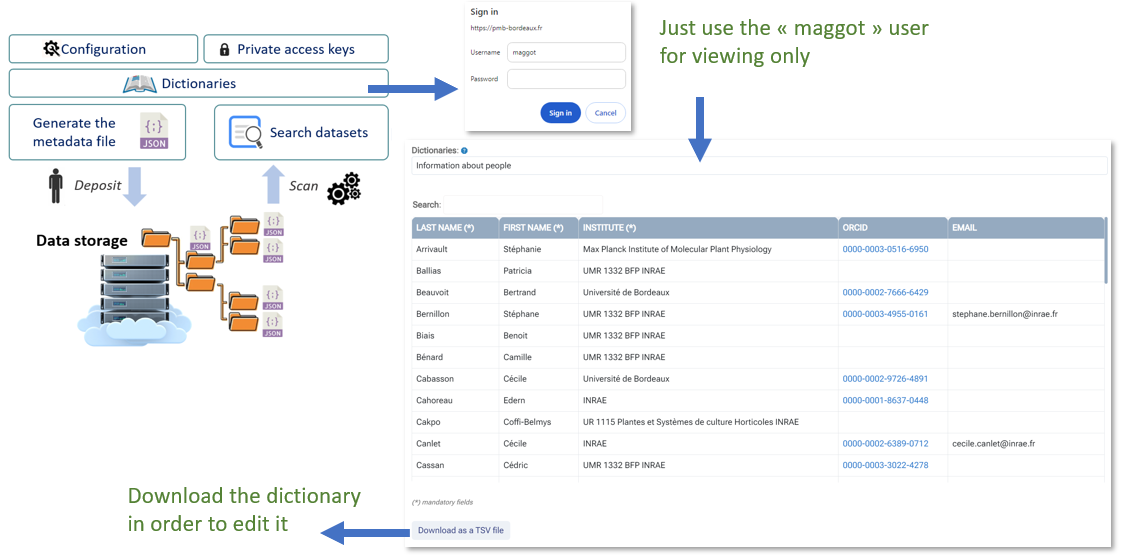 Configuration
Private access keys
Dictionaries
Generate the
metadata file
{;}
JSON
Search datasets
Deposit
Scan
Data storage
{;}
JSON
{;}
JSON
{;}
JSON
{;}
JSON
{;}
JSON
Sign in
https://pmb-bordeaux.fr
Username maggot
Password
Sign in Cancel
Just use the « maggot » user
for viewing only
Dictionaries: ?
Information about people
Search:
LAST NAME (*) FIRST NAME (*) INSTITUTE (*) ORCID EMAIL
Arrivault Stéphanie Max Planck Institute of Molecular Plant Physiology 0000-0003-0516-6950
Ballias Patricia UMR 1332 BFP INRAE
Beauvoit Bertrand Université de Bordeaux 0000-0002-7666-6429
Bernillon Stéphane UMR 1332 BFP INRAE 0000-0003-4955-0161 stephane.bernillon@inrae.fr
Biais Benoit UMR 1332 BFP INRAE
Bénard Camille UMR 1332 BFP INRAE
Cabasson Cécile Université de Bordeaux 0000-0002-9726-4891
Cahoreau Edern INRAE 0000-0001-8637-0448
Cakpo Coffi-Belmys UR 1115 Plantes et Systèmes de culture Horticoles INRAE
Canlet Cécile INRAE 0000-0002-6389-0712 cecile.canlet@inrae.fr
Cassan Cédric UMR 1332 BFP INRAE 0000-0003-3022-4278
(*) mandatory fields
Download as a TSV file
Download the dictionary
in order to edit it